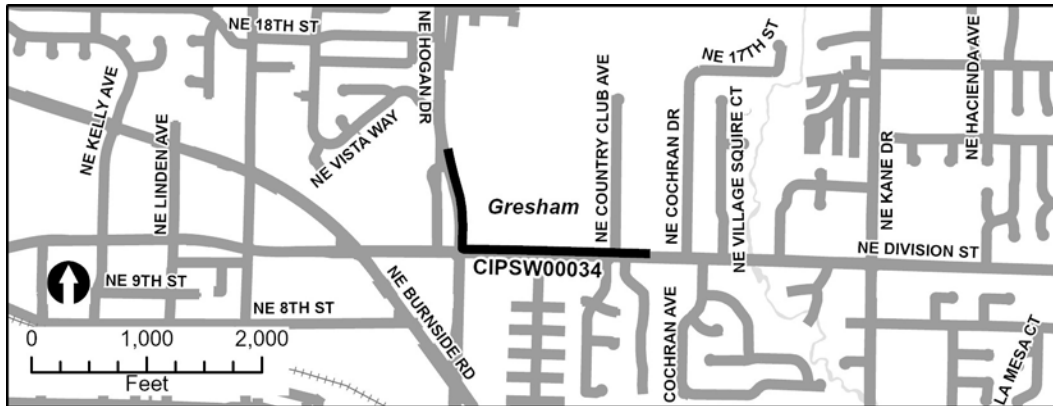 NE 18TH ST
NE HOGAN DR
NE 17TH ST
NE HACIENDA AVE
NE KELLY AVE
NE COUNTRY CLUB AVE
NE LINDEN AVE
NE VISTA WAY
NE COCHRAN DR
NE VILLAGE SQUIRE CT
NE KANE DR
Gresham
NE DIVISION ST
CIPSW00034
NE 9TH ST
NE 8TH ST
NE BURNSIDE RD
COCHRAN AVE
LA MESA CT
0 1,000 2,000
Feet